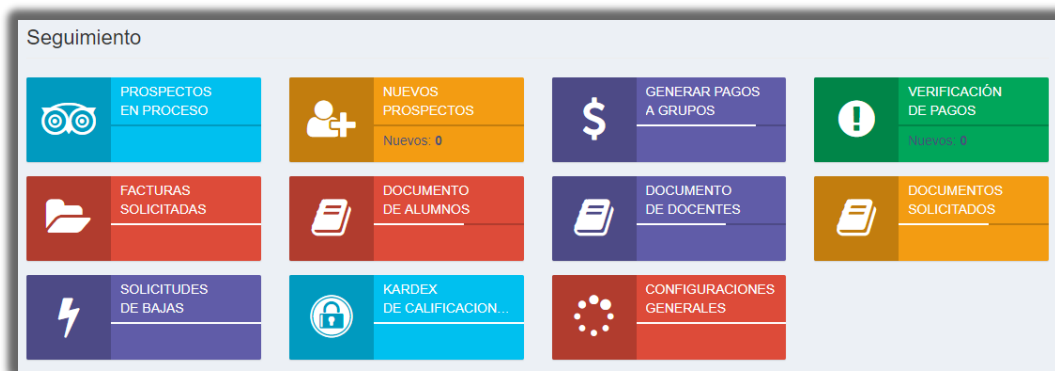 Seguimiento
PROSPECTOS
EN PROCESO
NUEVOS
PROSPECTOS
Nuevos: 0
GENERAR PAGOS
A GRUPOS
VERIFICACIÓN
DE PAGOS
Nuevos: 0
FACTURAS
SOLICITADAS
DOCUMENTO
DE ALUMNOS
DOCUMENTO
DE DOCENTES
DOCUMENTOS
SOLICITADOS
SOLICITUDES
DE BAJAS
KARDEX
DE CALIFICACION...
CONFIGURACIONES
GENERALES